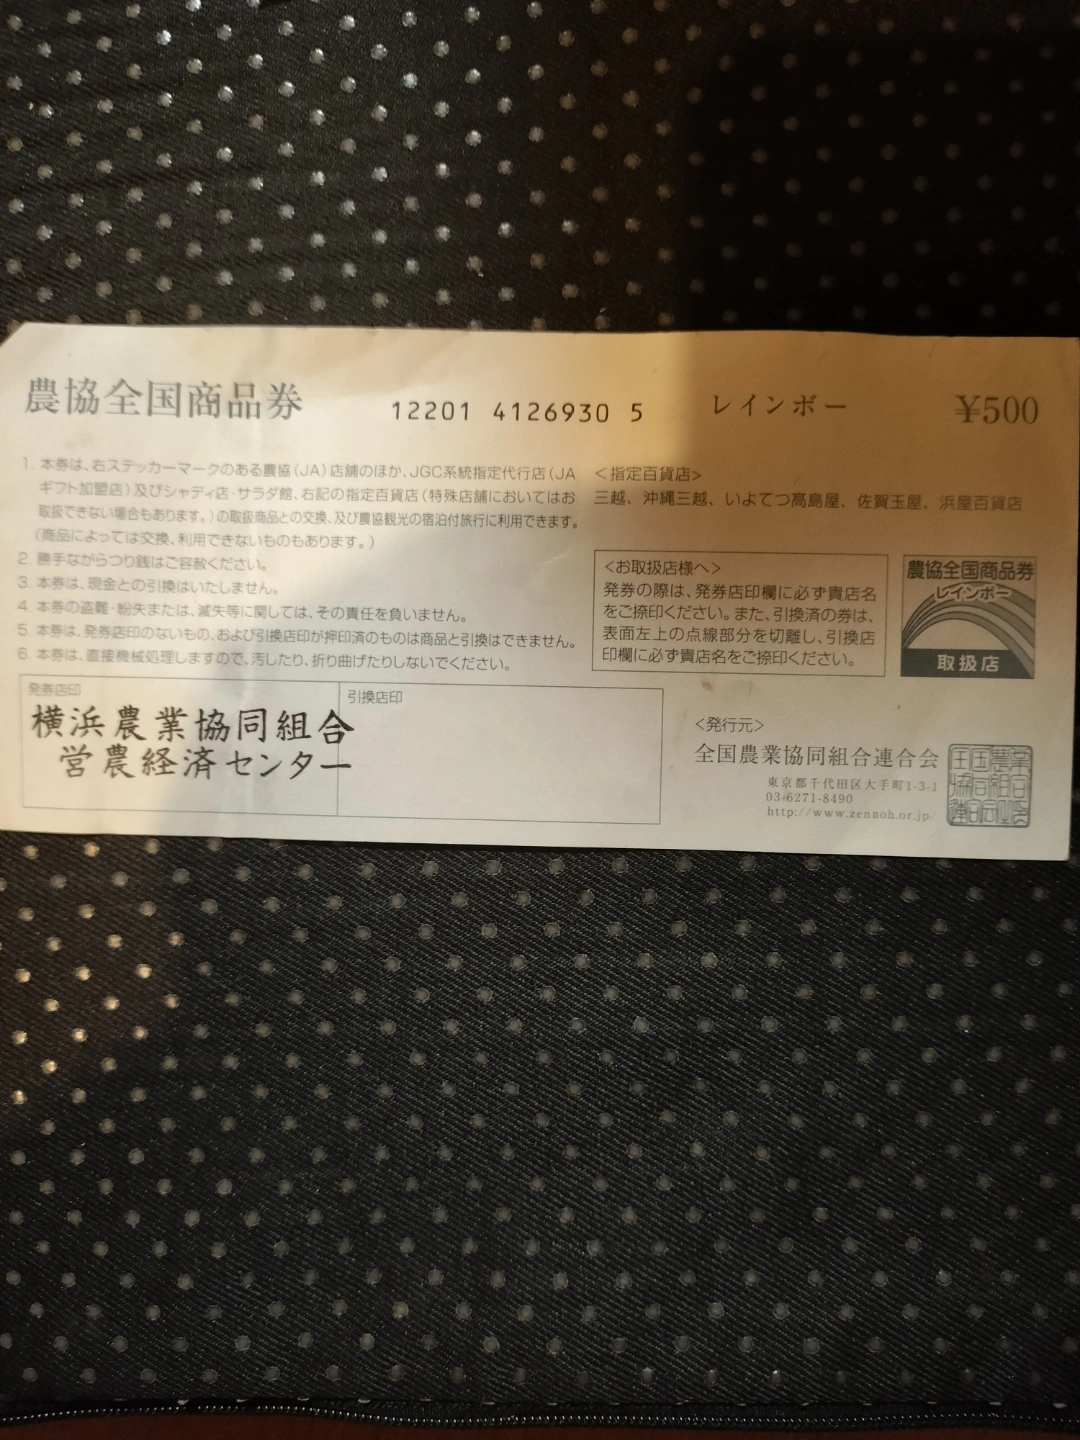 農協全国商品券
12201 4126930 5
レインボー
¥500
1. 本券は、右ステッカーマークのある農協(JA)店舗のほか、JGC系統指定代行店(JA
ギフト加盟店)及びシャディ店・サラダ館、右記の指定百貨店(特殊店舗においてはお
取扱できない場合もあります。)の取扱商品との交換、及び農協観光の宿泊付旅行に利用できます。
(商品によっては交換、利用できないものもあります。)
2. 勝手ながらつり銭はご容赦ください。
3. 本券は、現金との引換はいたしません。
4. 本券の盗難・紛失または、滅失等に関しては、その責任を負いません。
5. 本券は、発券店印のないもの、および引換店印が押印済のものは商品と引換はできません。
6. 本券は、直接機械処理しますので、汚したり、折り曲げたりしないでください。
<指定百貨店>
三越、沖縄三越、いよてつ高島屋、佐賀玉屋、浜屋百貨店
<お取扱店様へ>
発券の際は、発券店印欄に必ず貴店名
をご捺印ください。また、引換済の券は、
表面左上の点線部分を切離し、引換店
印欄に必ず貴店名をご捺印ください。
農協全国商品券
レインボー
取扱店
発券店印
横浜農業協同組合
営農経済センター
引換店印
<発行元>
全国農業協同組合連合会
東京都千代田区大手町1-3-1
03-6271-8490
http://www.zennoh.or.jp/